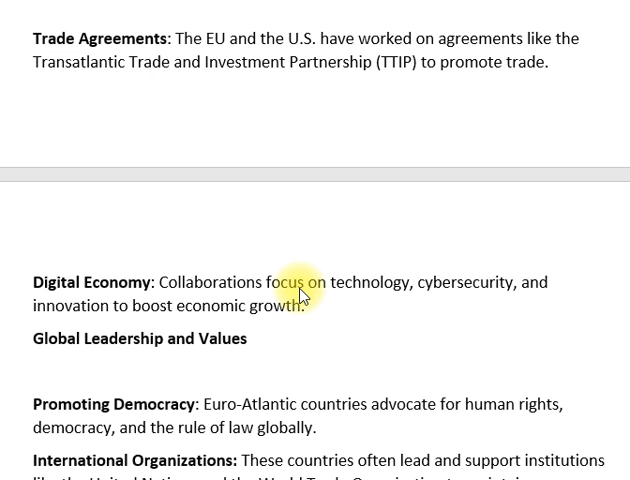 Trade Agreements: The EU and the U.S. have worked on agreements like the
Transatlantic Trade and Investment Partnership (TTIP) to promote trade.
Digital Economy: Collaborations focus on technology, cybersecurity, and
innovation to boost economic growth.
Global Leadership and Values
Promoting Democracy: Euro-Atlantic countries advocate for human rights,
democracy, and the rule of law globally.
International Organizations: These countries often lead and support institutions